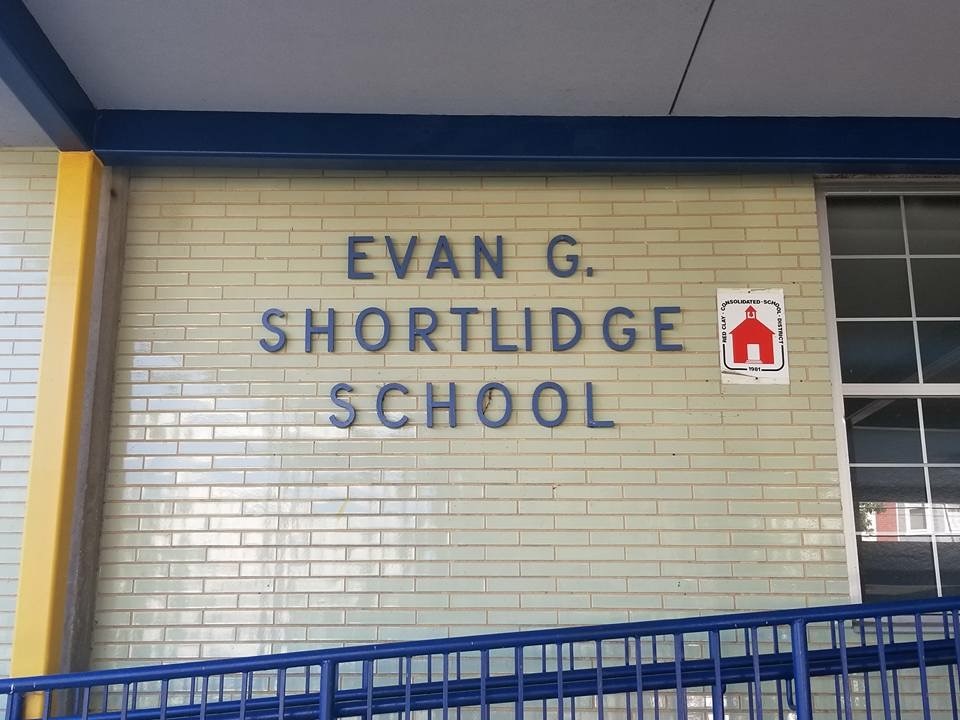 EVAN G.
SHORTLIDGE
SCHOOL
RED CLAY · CONSOLIDATED · SCHOOL · DISTRICT
1981